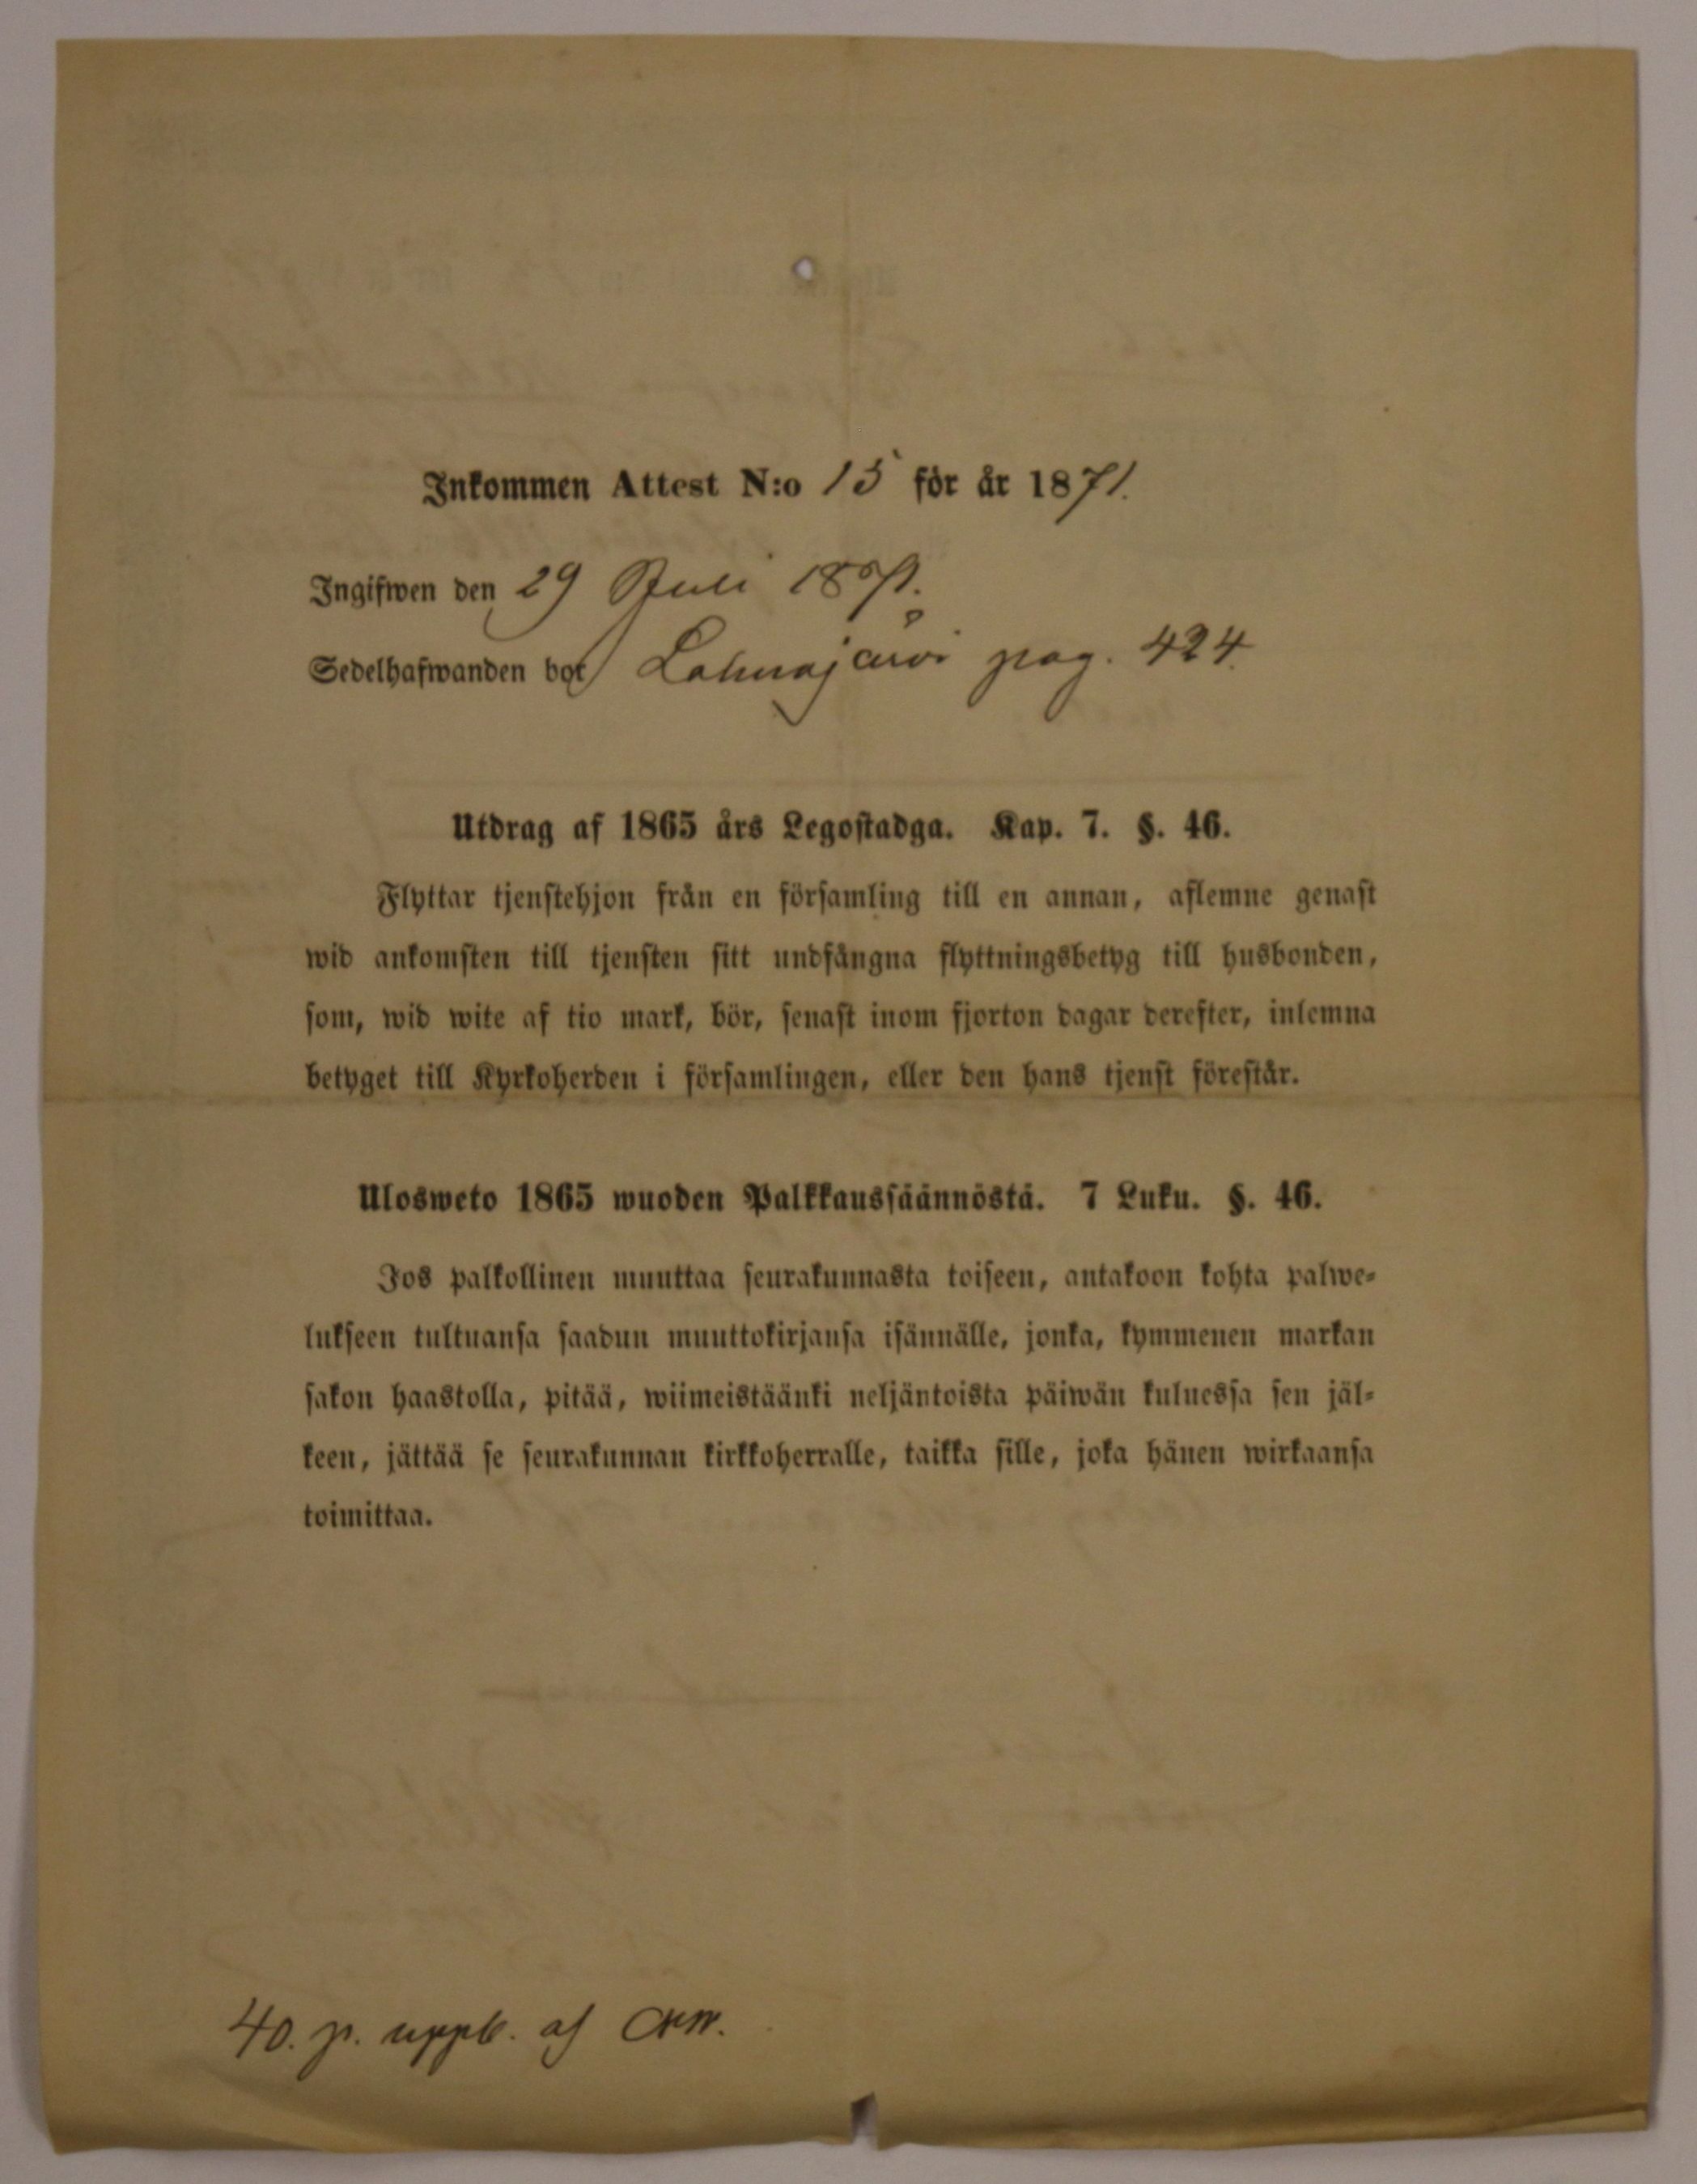 Inkommen Attest N:o 15 för år 1871.
Ingifwen den 29 Juli 1871.
Sedelhafwanden bor Lahnajärvi pag. 424.
Utdrag af 1865 års Legostadga. Kap. 7. §. 46.
Flyttar tjenstehjon från en församling till en annan, aflemne genast
wid ankomsten till tjensten sitt undfångna flyttningsbetyg till husbonden,
som, wid wite af tio mark, bör, senast inom fjorton dagar derefter, inlemna
betyget till Kyrkoherden i församlingen, eller den hans tjenst förestår.
Ulosweto 1865 wuoden Palkkaussäännöstä. 7 Luku. §. 46.
Jos palkollinen muuttaa seurakunnasta toiseen, antakoon kohta palwe-
lukseen tultuansa saadun muuttokirjansa isännälle, jonka, kymmenen markan
sakon haastolla, pitää, wiimeistäänki neljäntoista päiwän kuluessa sen jäl-
keen, jättää se seurakunnan kirkkoherralle, taikka sille, joka hänen wirkaansa
toimittaa.
40. p. uppb. af